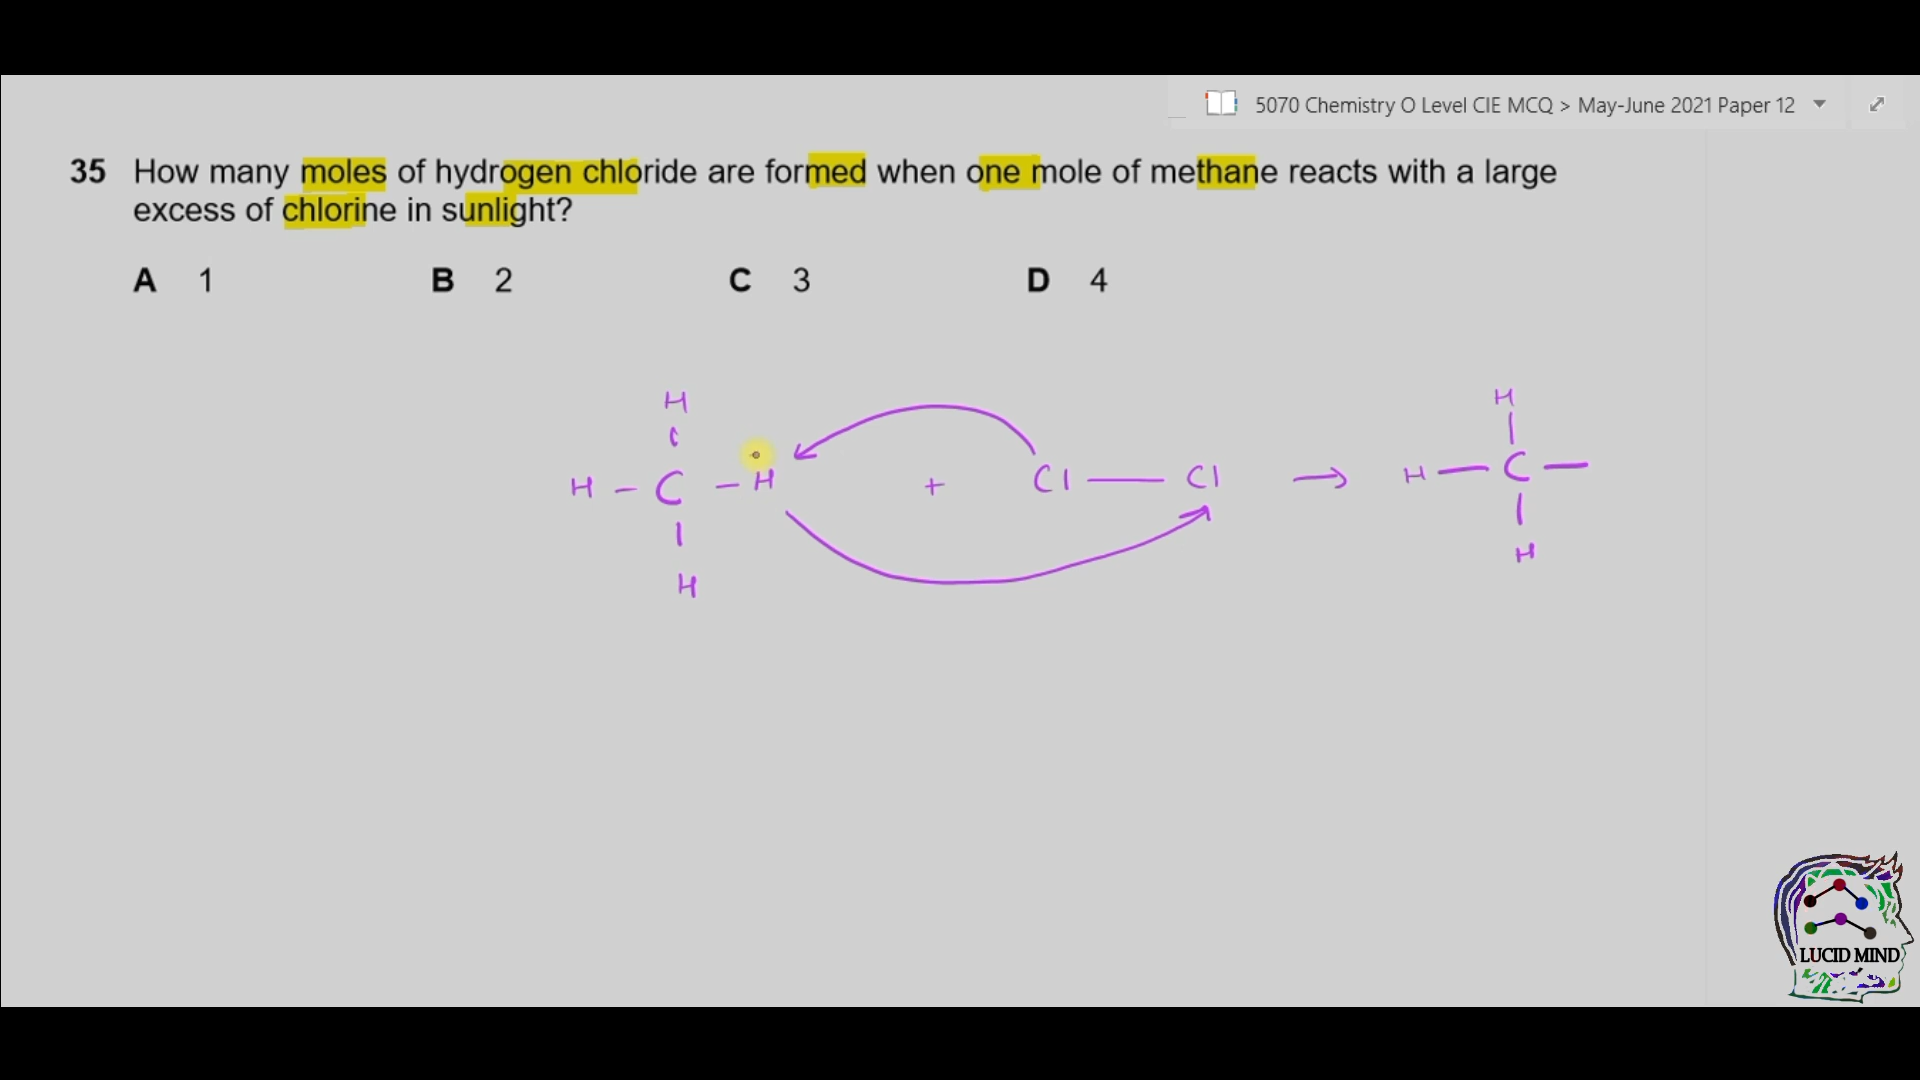 5070 Chemistry O Level CIE MCQ > May-June 2021 Paper 12
35 How many moles of hydrogen chloride are formed when one mole of methane reacts with a large
excess of chlorine in sunlight?
A 1 B 2 C 3 D 4
H H
H - C - H + Cl — Cl → H — C —
H H
LUCID MIND